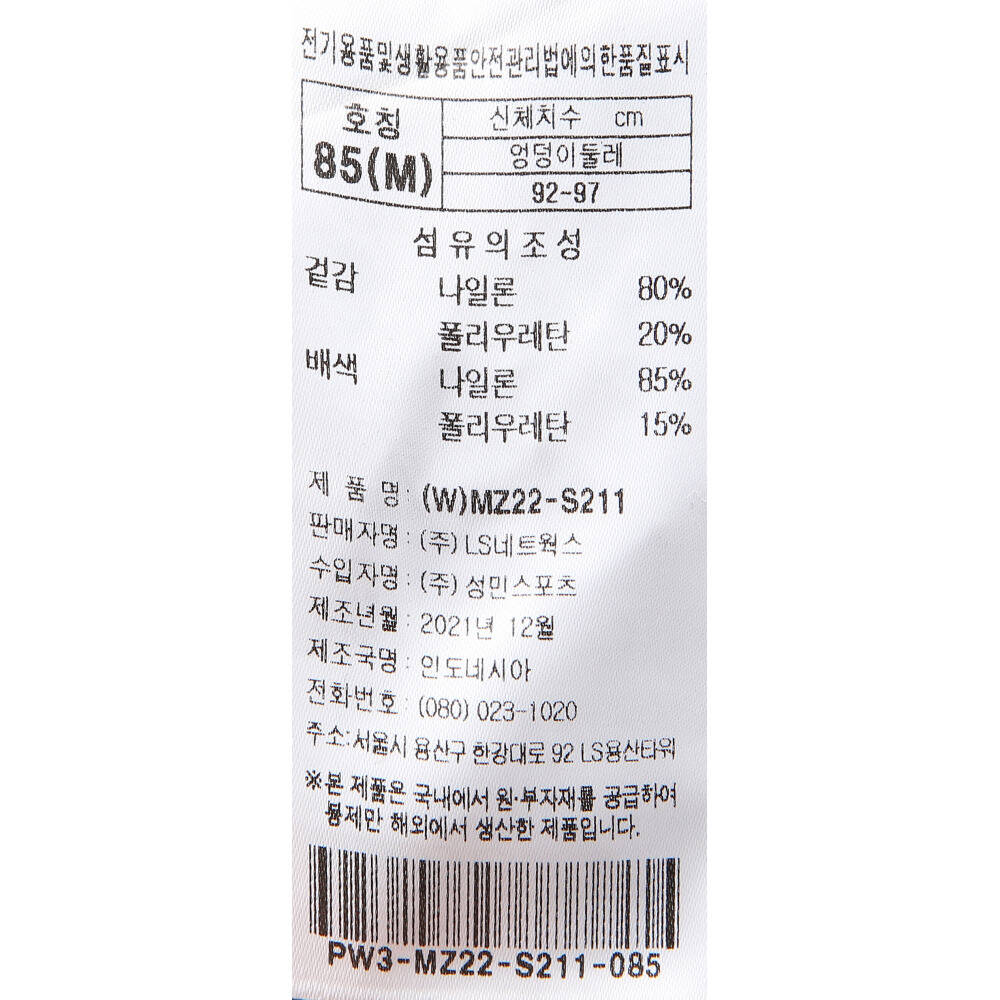 전기용품및생활용품안전관리법에의한품질표시
호칭
85(M)
신체치수 cm
엉덩이둘레
92-97
섬유의조성
겉감
나일론 80%
폴리우레탄 20%
배색
나일론 85%
폴리우레탄 15%
제 품 명: (W)MZ22-S211
판매자명: (주)LS네트웍스
수입자명: (주)성민스포츠
제조년월: 2021년 12월
제조국명: 인도네시아
전화번호: (080) 023-1020
주소:서울시 용산구 한강대로 92 LS용산타워
※본 제품은 국내에서 원·부자재를 공급하여
봉제만 해외에서 생산한 제품입니다.
PW3-MZ22-S211-085